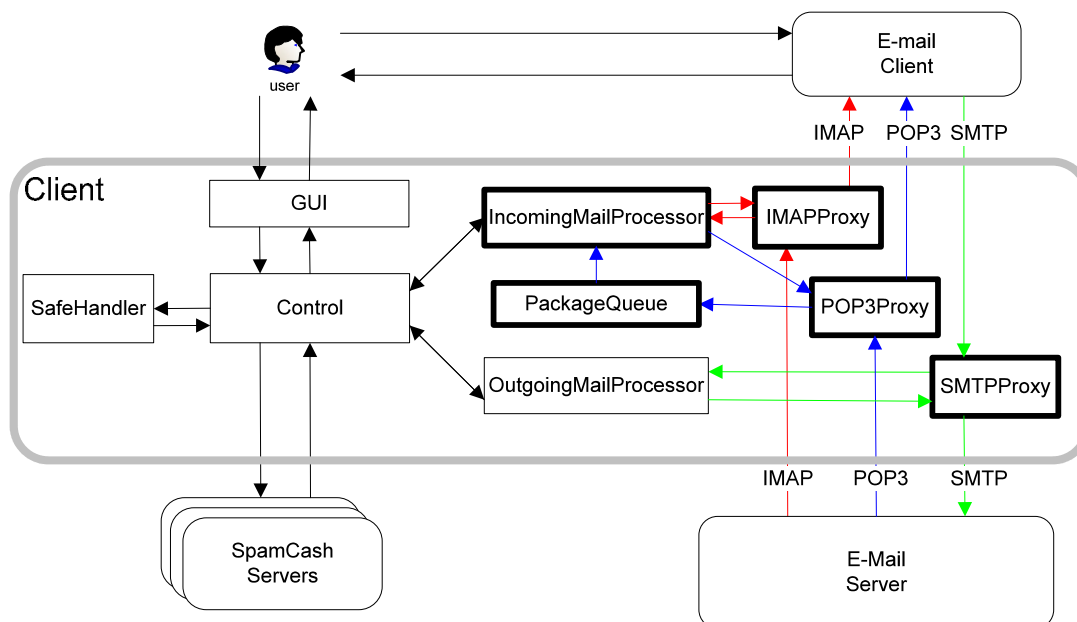 E-mail
Client
user
IMAP
POP3
SMTP
Client
GUI
IncomingMailProcessor
IMAPProxy
SafeHandler
Control
PackageQueue
POP3Proxy
OutgoingMailProcessor
SMTPProxy
IMAP
POP3
SMTP
SpamCash
Servers
E-Mail
Server